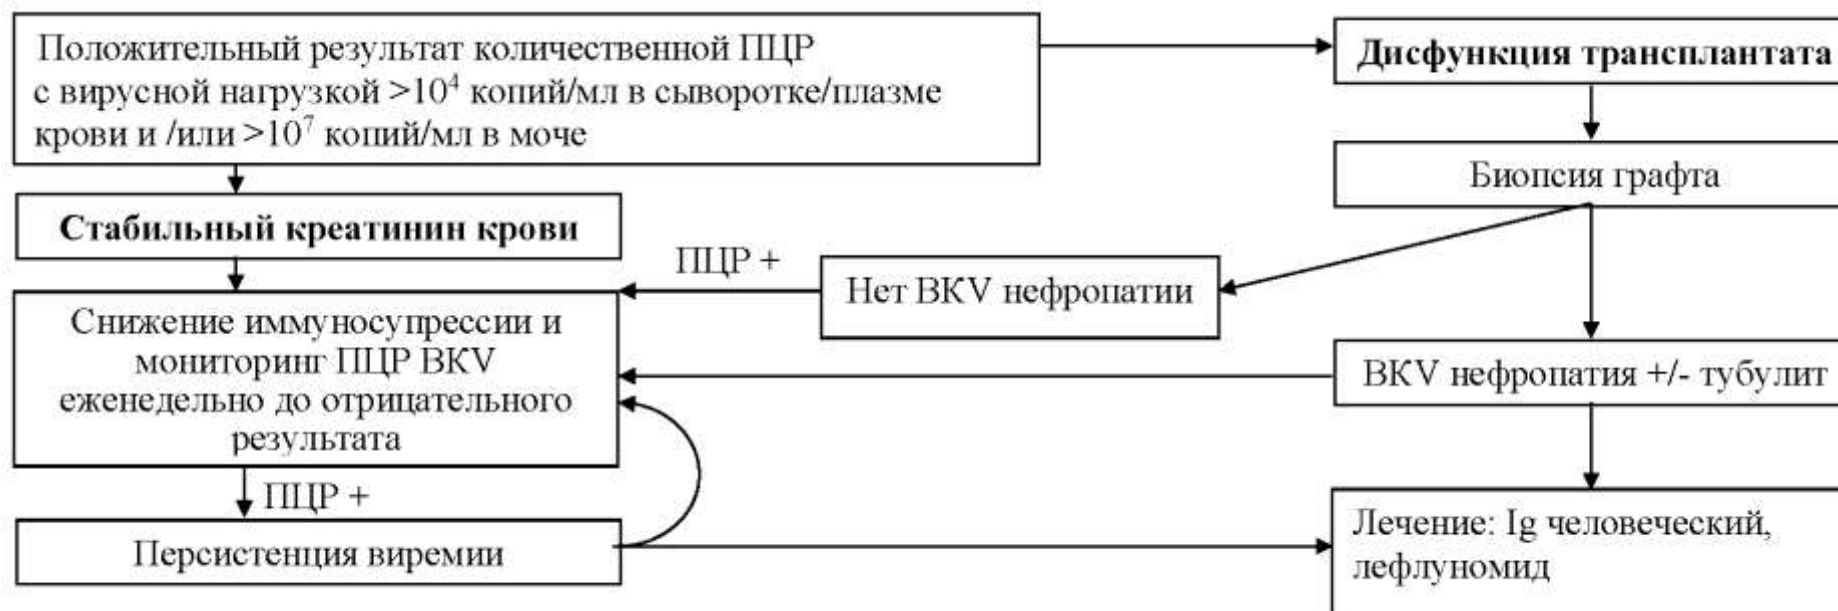 Положительный результат количественной ПЦР
с вирусной нагрузкой >10⁴ копий/мл в сыворотке/плазме
крови и /или >10⁷ копий/мл в моче
Дисфункция трансплантата
Биопсия графта
Стабильный креатинин крови
ПЦР +
Нет BKV нефропатии
Снижение иммуносупрессии и
мониторинг ПЦР BKV
еженедельно до отрицательного
результата
BKV нефропатия +/- тубулит
ПЦР +
Персистенция виремии
Лечение: Ig человеческий,
лефлуномид